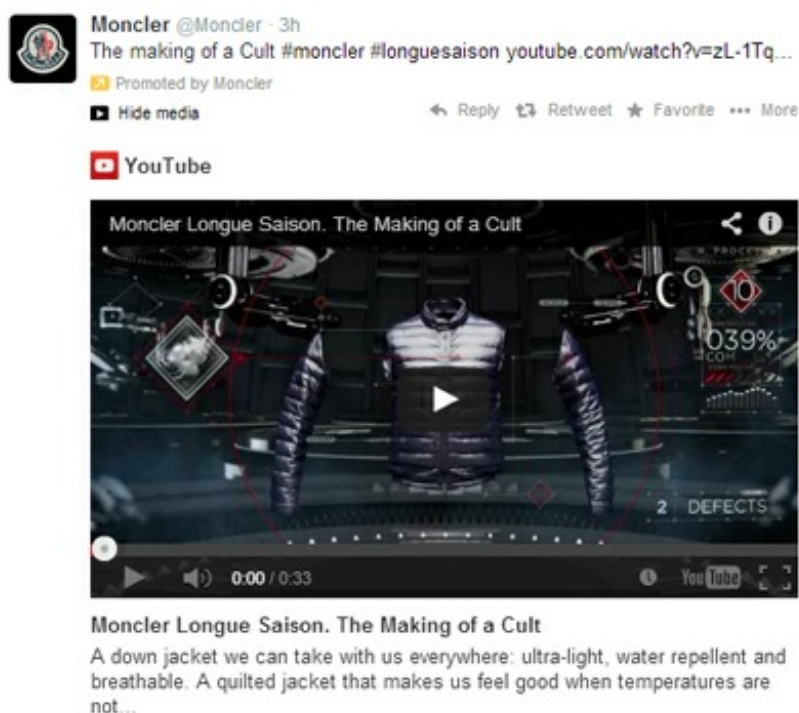 Moncler @Moncler · 3h
The making of a Cult #moncler #longuesaison youtube.com/watch?v=zL-1Tq...
Promoted by Moncler
Hide media
Reply Retweet Favorite More
YouTube
Moncler Longue Saison. The Making of a Cult
10
039%
COM
2 DEFECTS
0:00 / 0:33
YouTube
Moncler Longue Saison. The Making of a Cult
A down jacket we can take with us everywhere: ultra-light, water repellent and
breathable. A quilted jacket that makes us feel good when temperatures are
not...